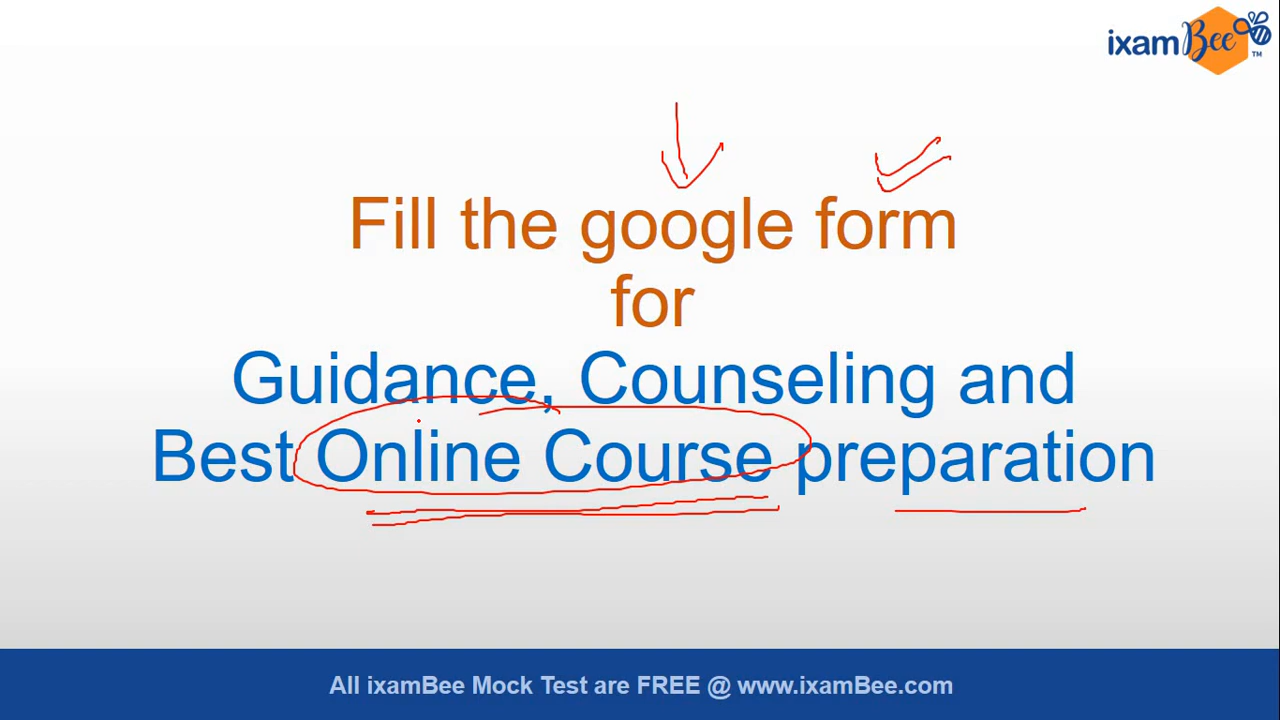 ixamBee™
Fill the google form
for
Guidance, Counseling and
Best Online Course preparation
All ixamBee Mock Test are FREE @ www.ixamBee.com